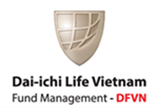 Dai-ichi Life Vietnam
Fund Management - DFVN